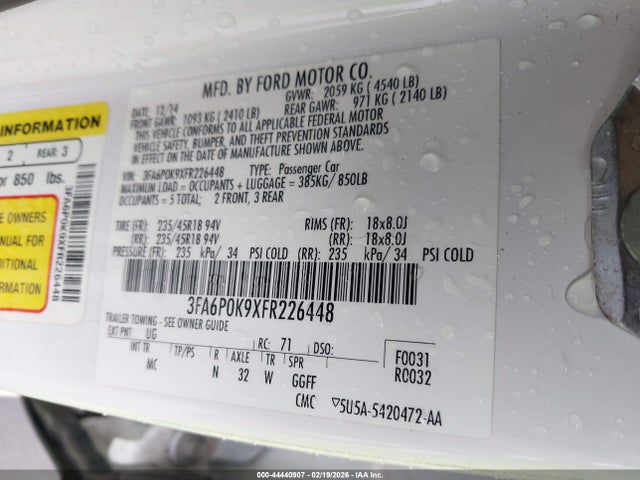 MFD. BY FORD MOTOR CO.
DATE: 12/14 GVWR: 2059 KG ( 4540 LB)
FRONT GAWR: 1093 KG ( 2410 LB) REAR GAWR: 971 KG ( 2140 LB)
THIS VEHICLE CONFORMS TO ALL APPLICABLE FEDERAL MOTOR
VEHICLE SAFETY, BUMPER, AND THEFT PREVENTION STANDARDS
IN EFFECT ON THE DATE OF MANUFACTURE SHOWN ABOVE.
VIN: 3FA6P0K9XFR226448 TYPE: Passenger Car
MAXIMUM LOAD = OCCUPANTS + LUGGAGE = 385KG/ 850LB
OCCUPANTS = 5 TOTAL; 2 FRONT, 3 REAR
TIRE (FR): 235/45R18 94V RIMS (FR): 18x8.0J
(RR): 235/45R18 94V (RR): 18x8.0J
PRESSURE (FR): 235 kPa/ 34 PSI COLD (RR): 235 kPa/ 34 PSI COLD
3FA6P0K9XFR226448
TRAILER TOWING - SEE OWNER GUIDE
EXT PNT: UG RC: 71 DSO:
INT TR TP/PS R AXLE TR SPR
MC N 32 W GGFF
CMC
F0031
RC032
▽5U5A-5420472-AA
INFORMATION
2 REAR: 3
or 850 lbs.
E OWNERS
ANUAL FOR
DITIONAL
ORMATION
3FA6P0K9XFR226448
000-44440907 - 02/19/2026 - IAAI Canada